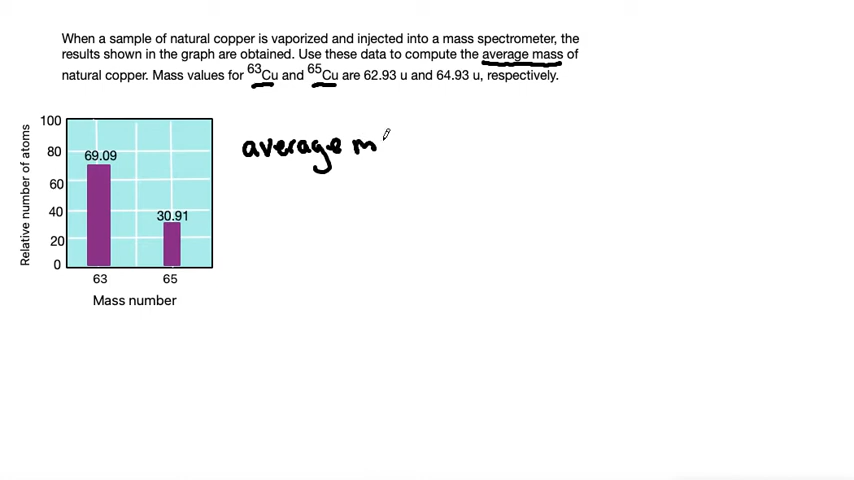 When a sample of natural copper is vaporized and injected into a mass spectrometer, the
results shown in the graph are obtained. Use these data to compute the average mass of
natural copper. Mass values for ⁶³Cu and ⁶⁵Cu are 62.93 u and 64.93 u, respectively.
average m
Relative number of atoms
100
80
60
40
20
0
69.09
30.91
63
65
Mass number